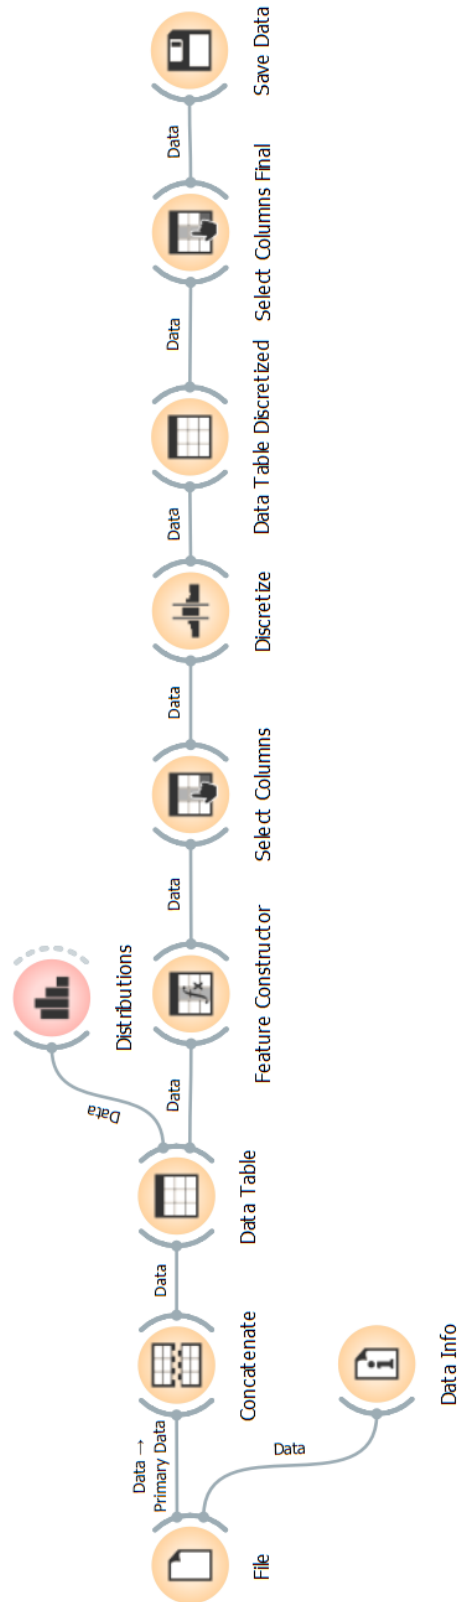 File
Data →
Primary Data
Data
Concatenate
Data Info
Data
Data Table
Data
Data
Distributions
Feature Constructor
Data
Select Columns
Data
Discretize
Data
Data Table Discretized
Data
Select Columns Final
Data
Save Data